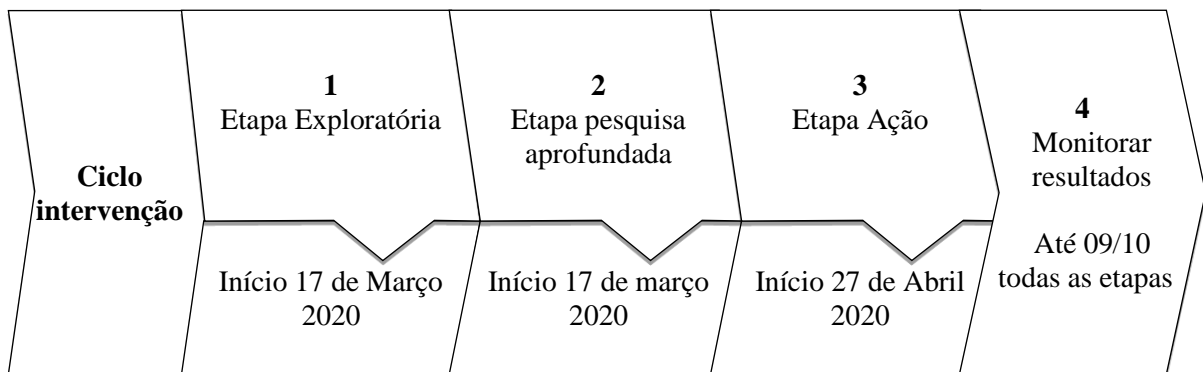 Ciclo
intervenção
1
Etapa Exploratória
Início 17 de Março
2020
2
Etapa pesquisa
aprofundada
Início 17 de março
2020
3
Etapa Ação
Início 27 de Abril
2020
4
Monitorar
resultados
Até 09/10
todas as etapas